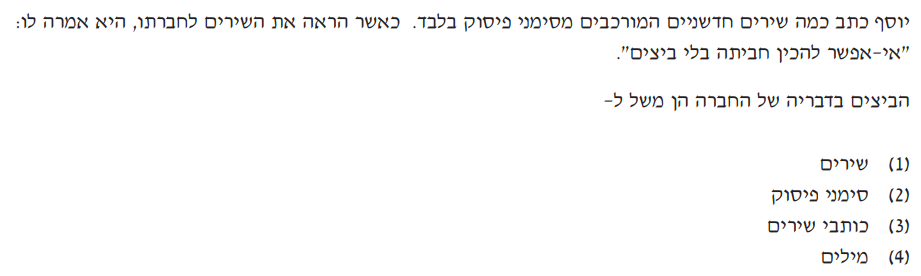 יוסף כתב כמה שירים חדשניים המורכבים מסימני פיסוק בלבד. כאשר הראה את השירים לחברתו, היא אמרה לו:
"אי-אפשר להכין חביתה בלי ביצים".
הביצים בדבריה של החברה הן משל ל-
(1) שירים
(2) סימני פיסוק
(3) כותבי שירים
(4) מילים